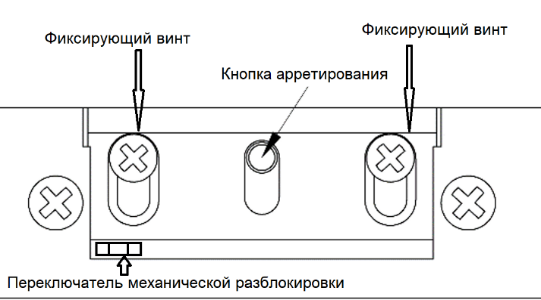 Фиксирующий винт
Фиксирующий винт
Кнопка арретирования
Переключатель механической разблокировки